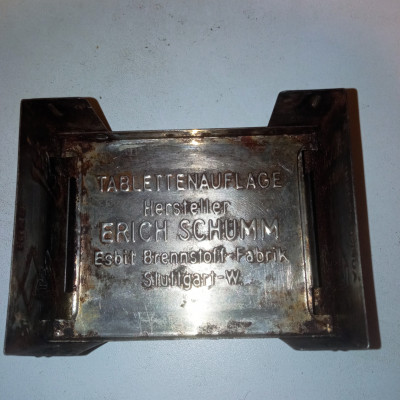 TABLETTENAUFLAGE
Hersteller
ERICH SCHUMM
Esbit Brennstoff-Fabrik
Stuttgart-W.